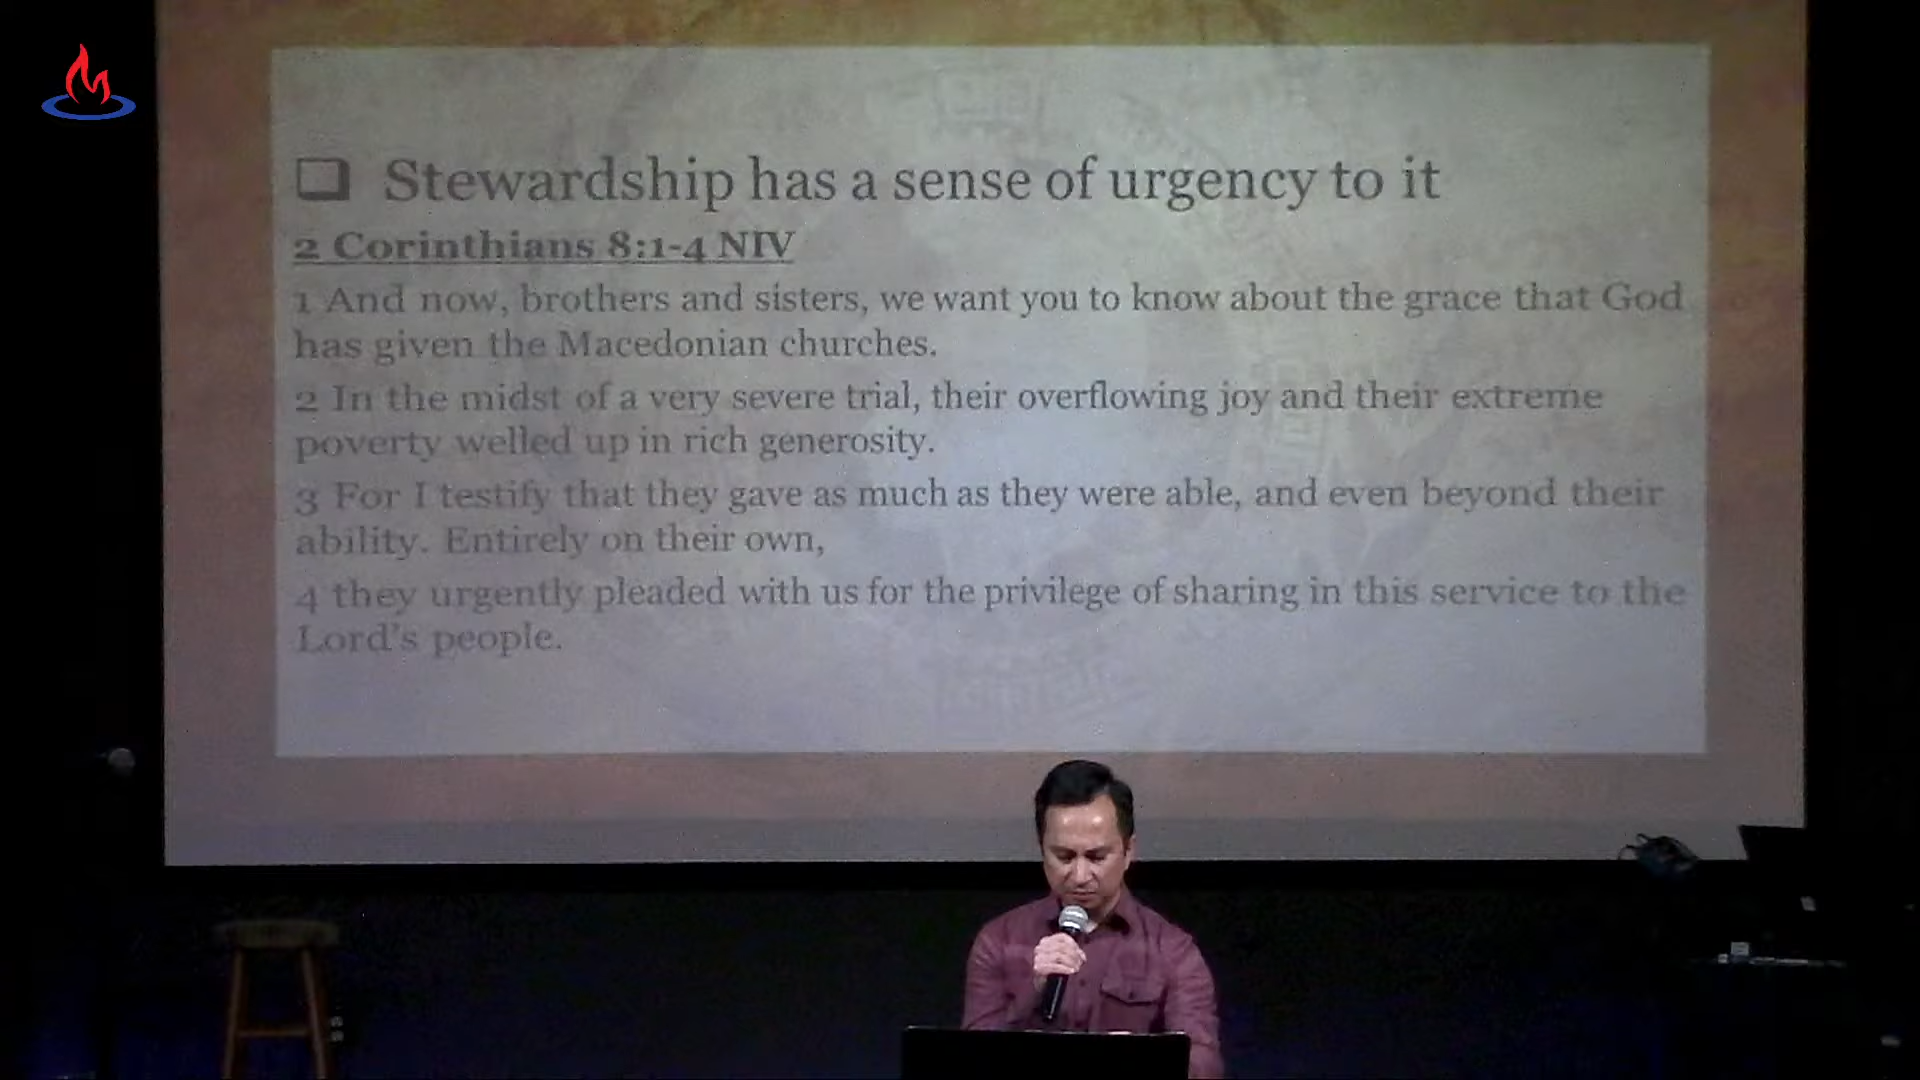 Stewardship has a sense of urgency to it
2 Corinthians 8:1-4 NIV
1 And now, brothers and sisters, we want you to know about the grace that God
has given the Macedonian churches.
2 In the midst of a very severe trial, their overflowing joy and their extreme
poverty welled up in rich generosity.
3 For I testify that they gave as much as they were able, and even beyond their
ability. Entirely on their own,
4 they urgently pleaded with us for the privilege of sharing in this service to the
Lord's people.